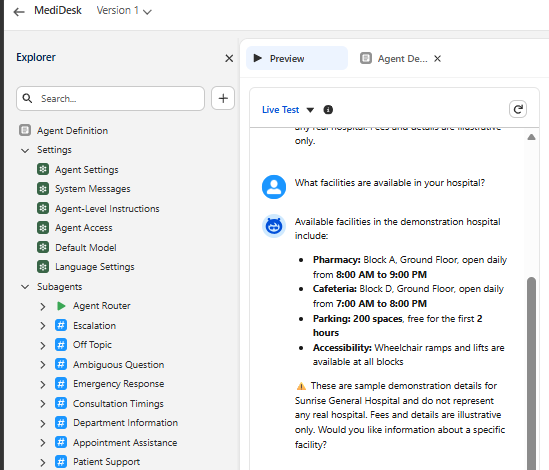 MediDesk Version 1
Explorer
Search...
Agent Definition
Settings
Agent Settings
System Messages
Agent-Level Instructions
Agent Access
Default Model
Language Settings
Subagents
Agent Router
Escalation
Off Topic
Ambiguous Question
Emergency Response
Consultation Timings
Department Information
Appointment Assistance
Patient Support
Preview
Agent De...
Live Test
any real hospital. Fees and details are illustrative
only.
What facilities are available in your hospital?
Available facilities in the demonstration hospital
include:
• Pharmacy: Block A, Ground Floor, open daily
from 8:00 AM to 9:00 PM
• Cafeteria: Block D, Ground Floor, open daily
from 7:00 AM to 8:00 PM
• Parking: 200 spaces, free for the first 2
hours
• Accessibility: Wheelchair ramps and lifts are
available at all blocks
⚠️ These are sample demonstration details for
Sunrise General Hospital and do not represent
any real hospital. Fees and details are illustrative
only. Would you like information about a specific
facility?